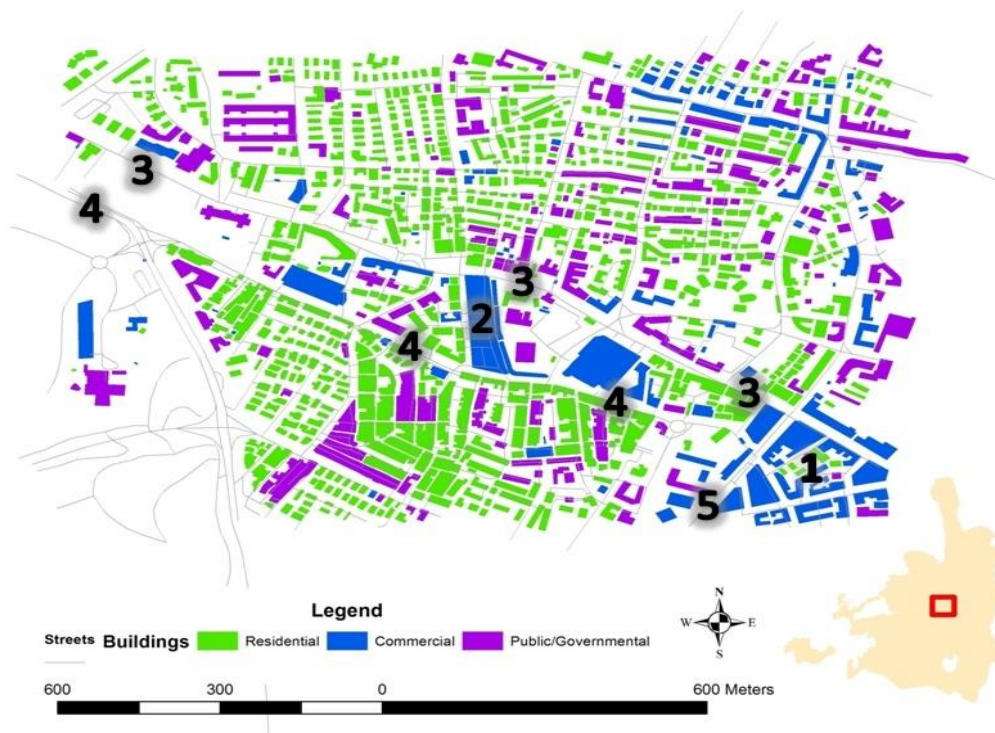 3
4
3
2
4
3
4
1
5
N
W E
S
Legend
Streets Buildings Residential Commercial Public/Governmental
600 300 0 600 Meters